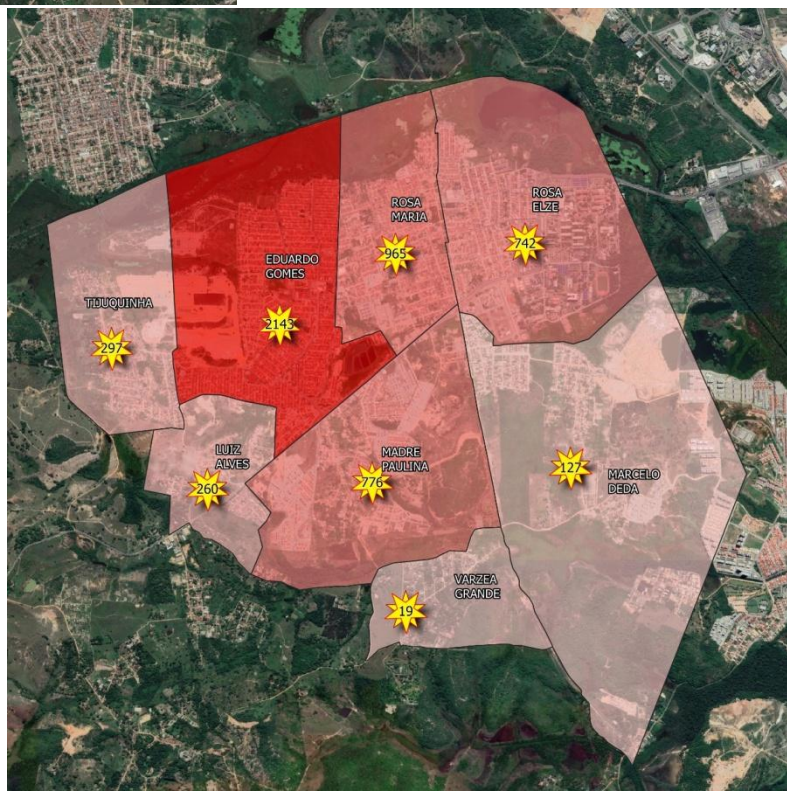 ROSA
MARIA
965
ROSA
ELZE
742
EDUARDO
GOMES
2143
TIJUQUINHA
297
LUIZ
ALVES
260
MADRE
PAULINA
776
127
MARCELO
DEDA
VARZEA
GRANDE
19